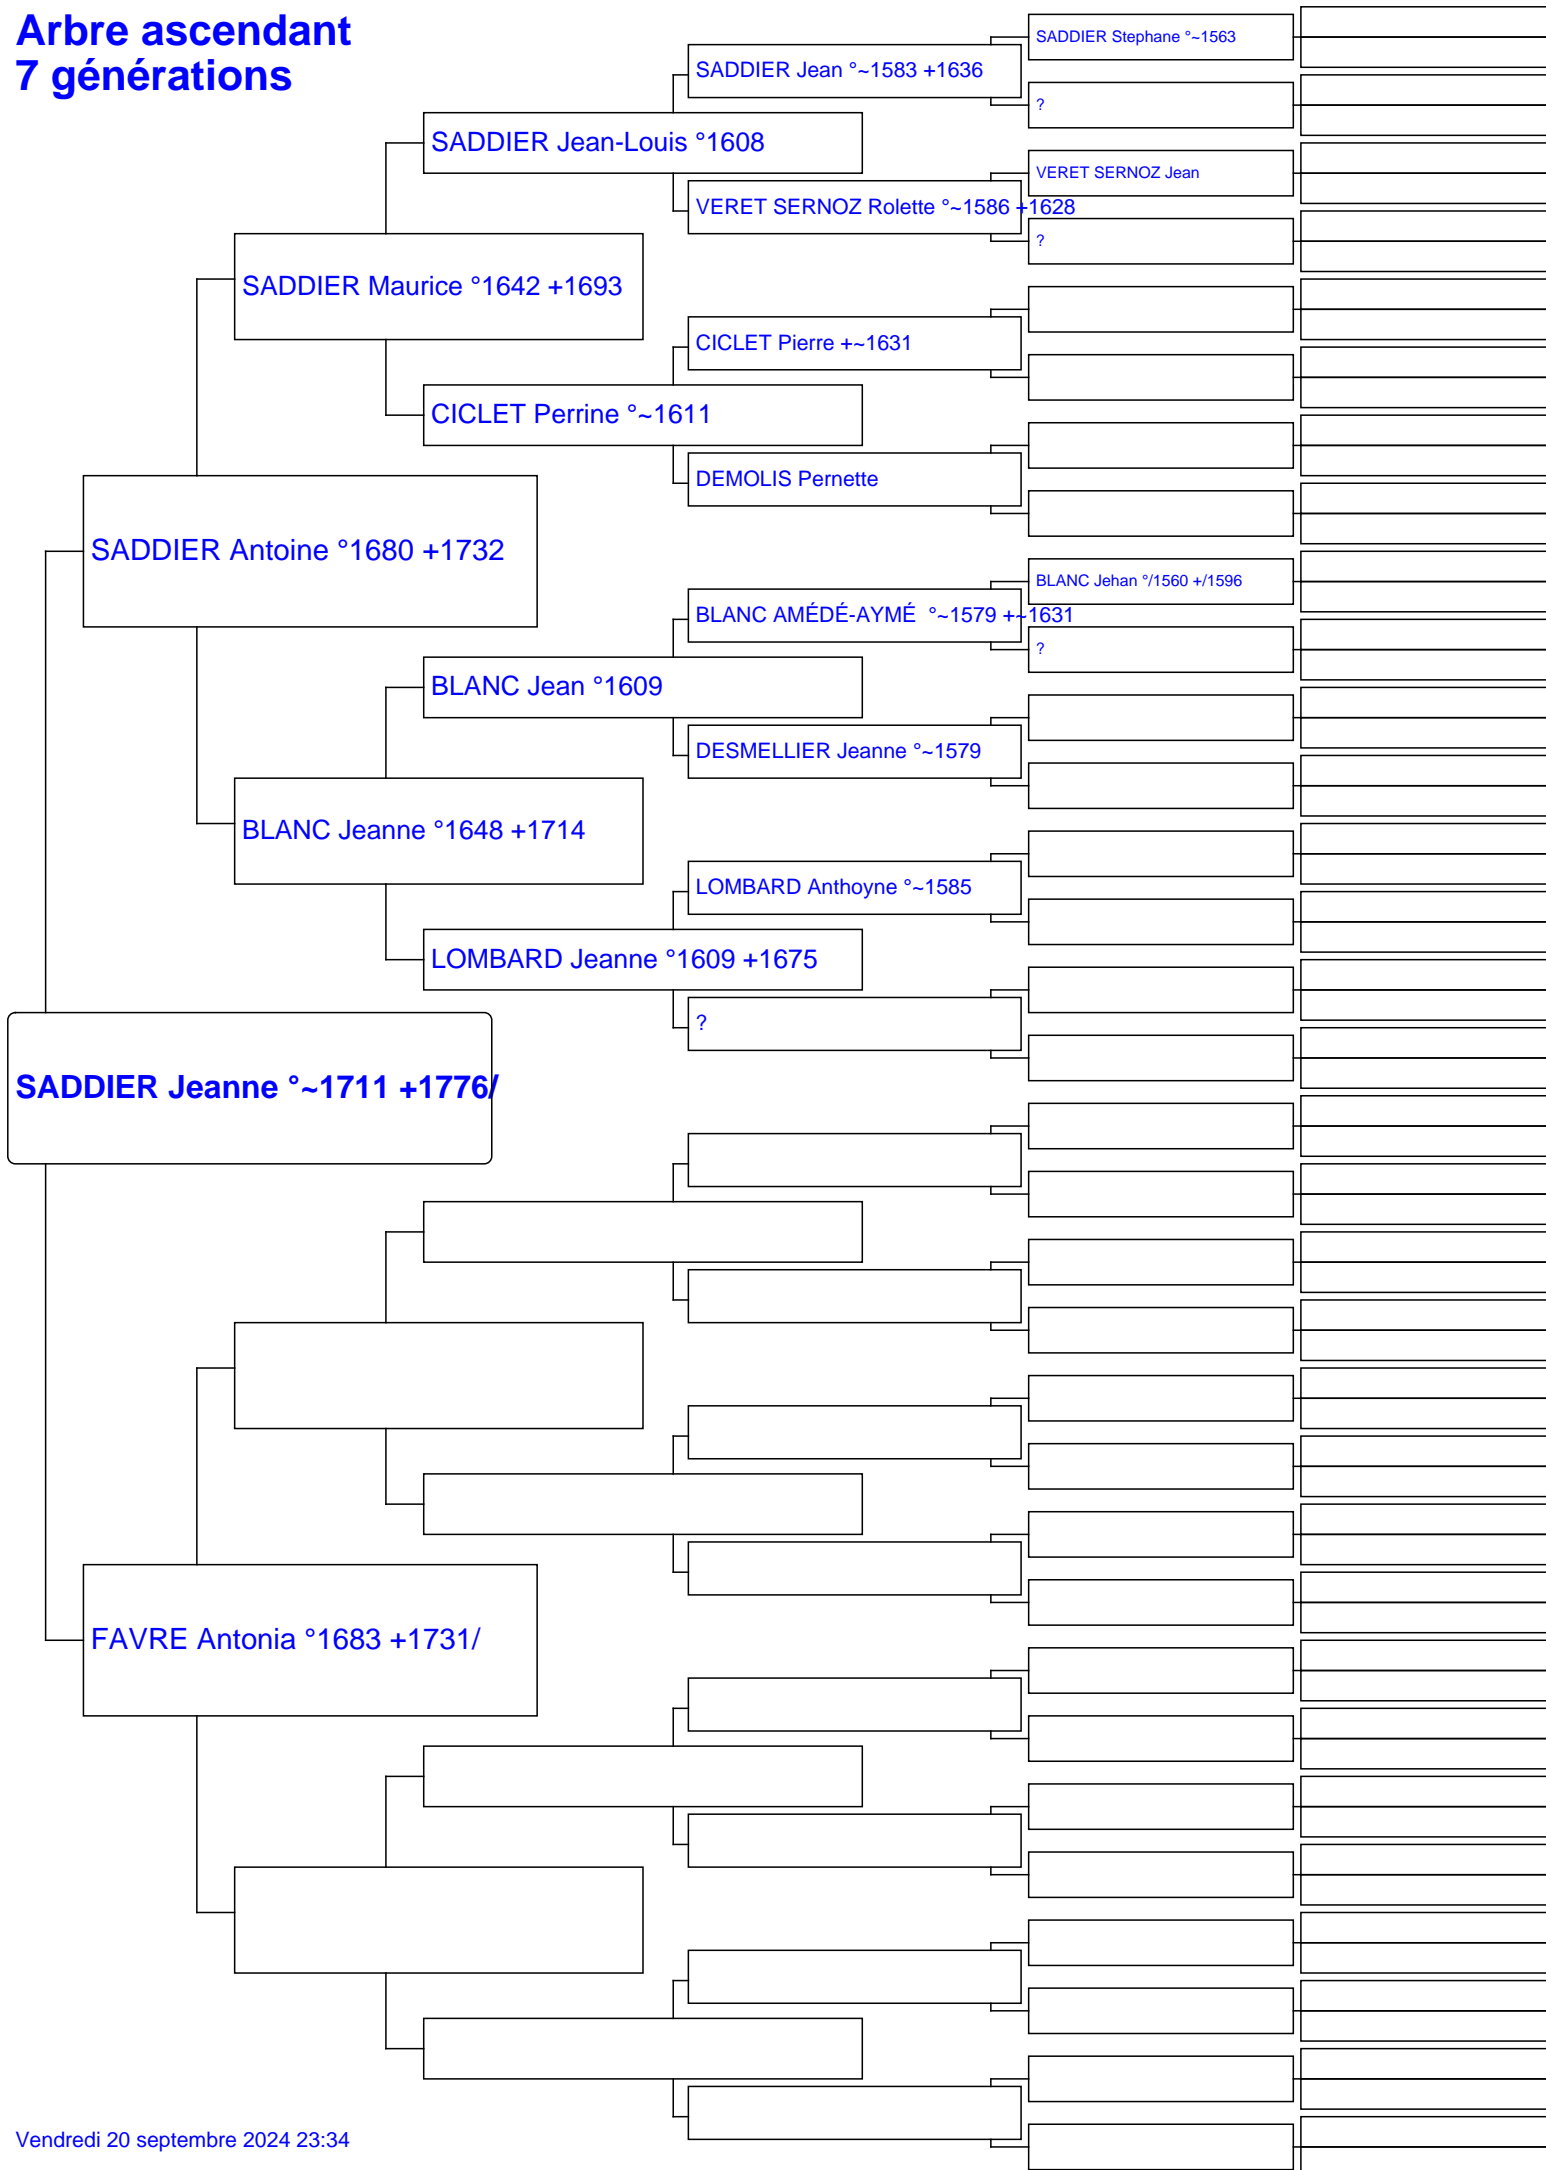 Arbre ascendant
7 générations
SADDIER Stephane °~1563
SADDIER Jean °~1583 +1636
?
SADDIER Jean-Louis °1608
VERET SERNOZ Jean
VERET SERNOZ Rolette °~1586 +1628
?
SADDIER Maurice °1642 +1693
CICLET Pierre +~1631
CICLET Perrine °~1611
DEMOLIS Pernette
SADDIER Antoine °1680 +1732
BLANC Jehan °/1560 +/1596
BLANC AMÉDÉ-AYMÉ  °~1579 +~1631
?
BLANC Jean °1609
DESMELLIER Jeanne °~1579
BLANC Jeanne °1648 +1714
LOMBARD Anthoyne °~1585
LOMBARD Jeanne °1609 +1675
?
SADDIER Jeanne °~1711 +1776/
FAVRE Antonia °1683 +1731/
Vendredi 20 septembre 2024 23:34